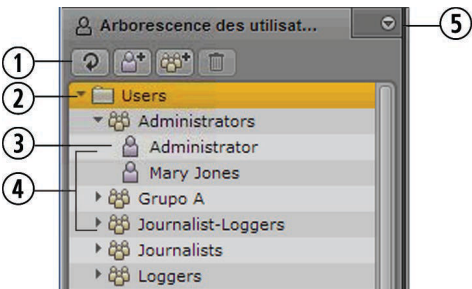 Arborescence des utilisat...
5
1
2
Users
Administrators
3
Administrator
4
Mary Jones
Grupo A
Journalist-Loggers
Journalists
Loggers